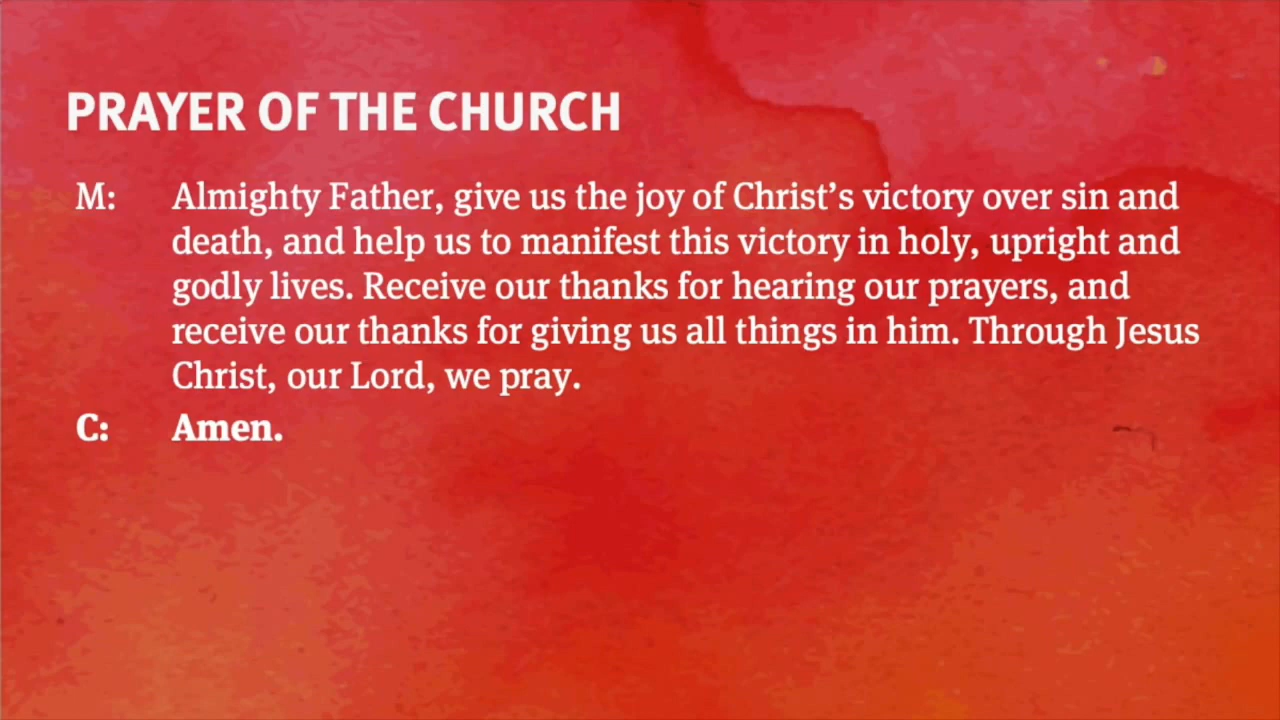 PRAYER OF THE CHURCH
M: Almighty Father, give us the joy of Christ’s victory over sin and
death, and help us to manifest this victory in holy, upright and
godly lives. Receive our thanks for hearing our prayers, and
receive our thanks for giving us all things in him. Through Jesus
Christ, our Lord, we pray.
C: Amen.